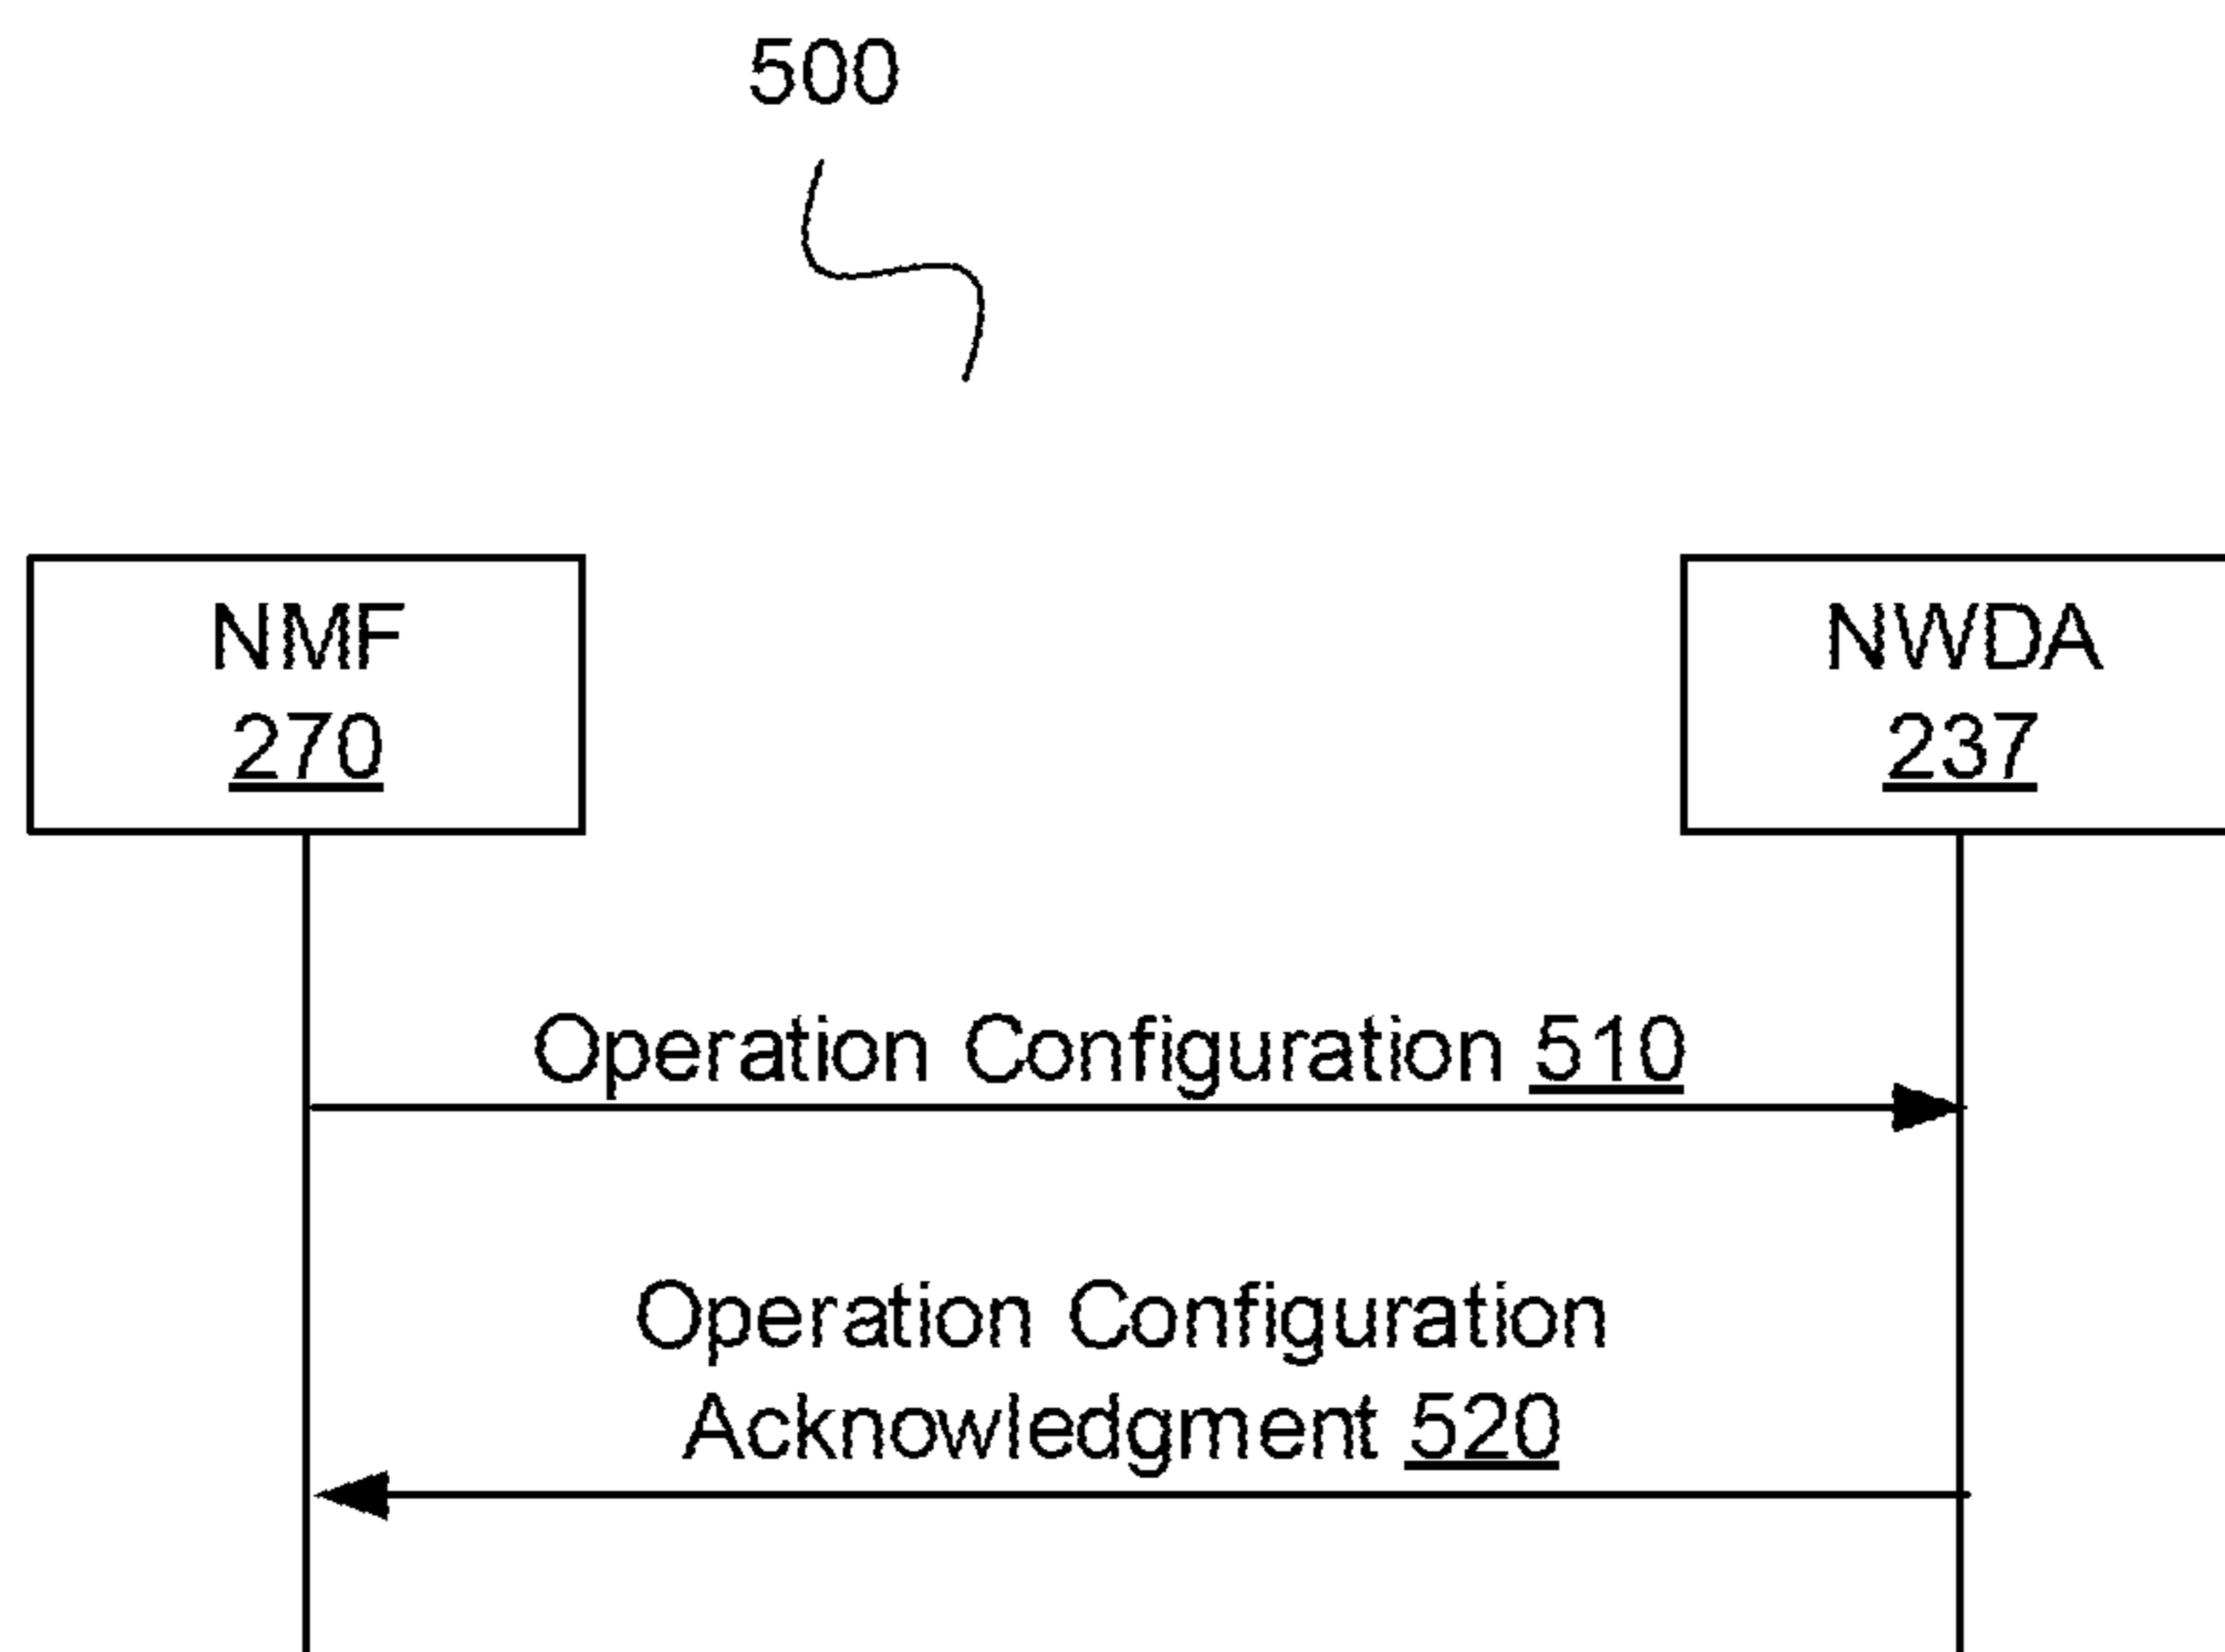 500
NMF
270
NWDA
237
Operation Configuration 510
Operation Configuration
Acknowledgment 520